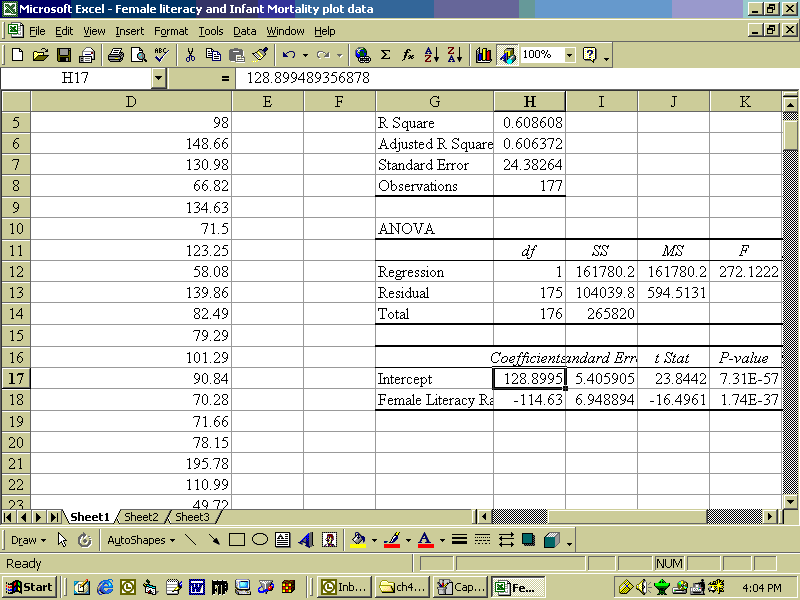 Microsoft Excel - Female literacy and Infant Mortality plot data
File Edit View Insert Format Tools Data Window Help
100%
H17 = 128.899489356878
D E F G H I J K
5 98 R Square 0.608608
6 148.66 Adjusted R Square 0.606372
7 130.98 Standard Error 24.38264
8 66.82 Observations 177
9 134.63
10 71.5 ANOVA
11 123.25 df SS MS F
12 58.08 Regression 1 161780.2 161780.2 272.1222
13 139.86 Residual 175 104039.8 594.5131
14 82.49 Total 176 265820
15 79.29
16 101.29 Coefficients andard Erro t Stat P-value
17 90.84 Intercept 128.8995 5.405905 23.8442 7.31E-57
18 70.28 Female Literacy Ra -114.63 6.948894 -16.4961 1.74E-37
19 71.66
20 78.15
21 195.78
22 110.99
23 49.72
Sheet1 Sheet2 Sheet3
Draw AutoShapes
Ready NUM
Start Inb... ch4... Cap... Fe... 4:04 PM